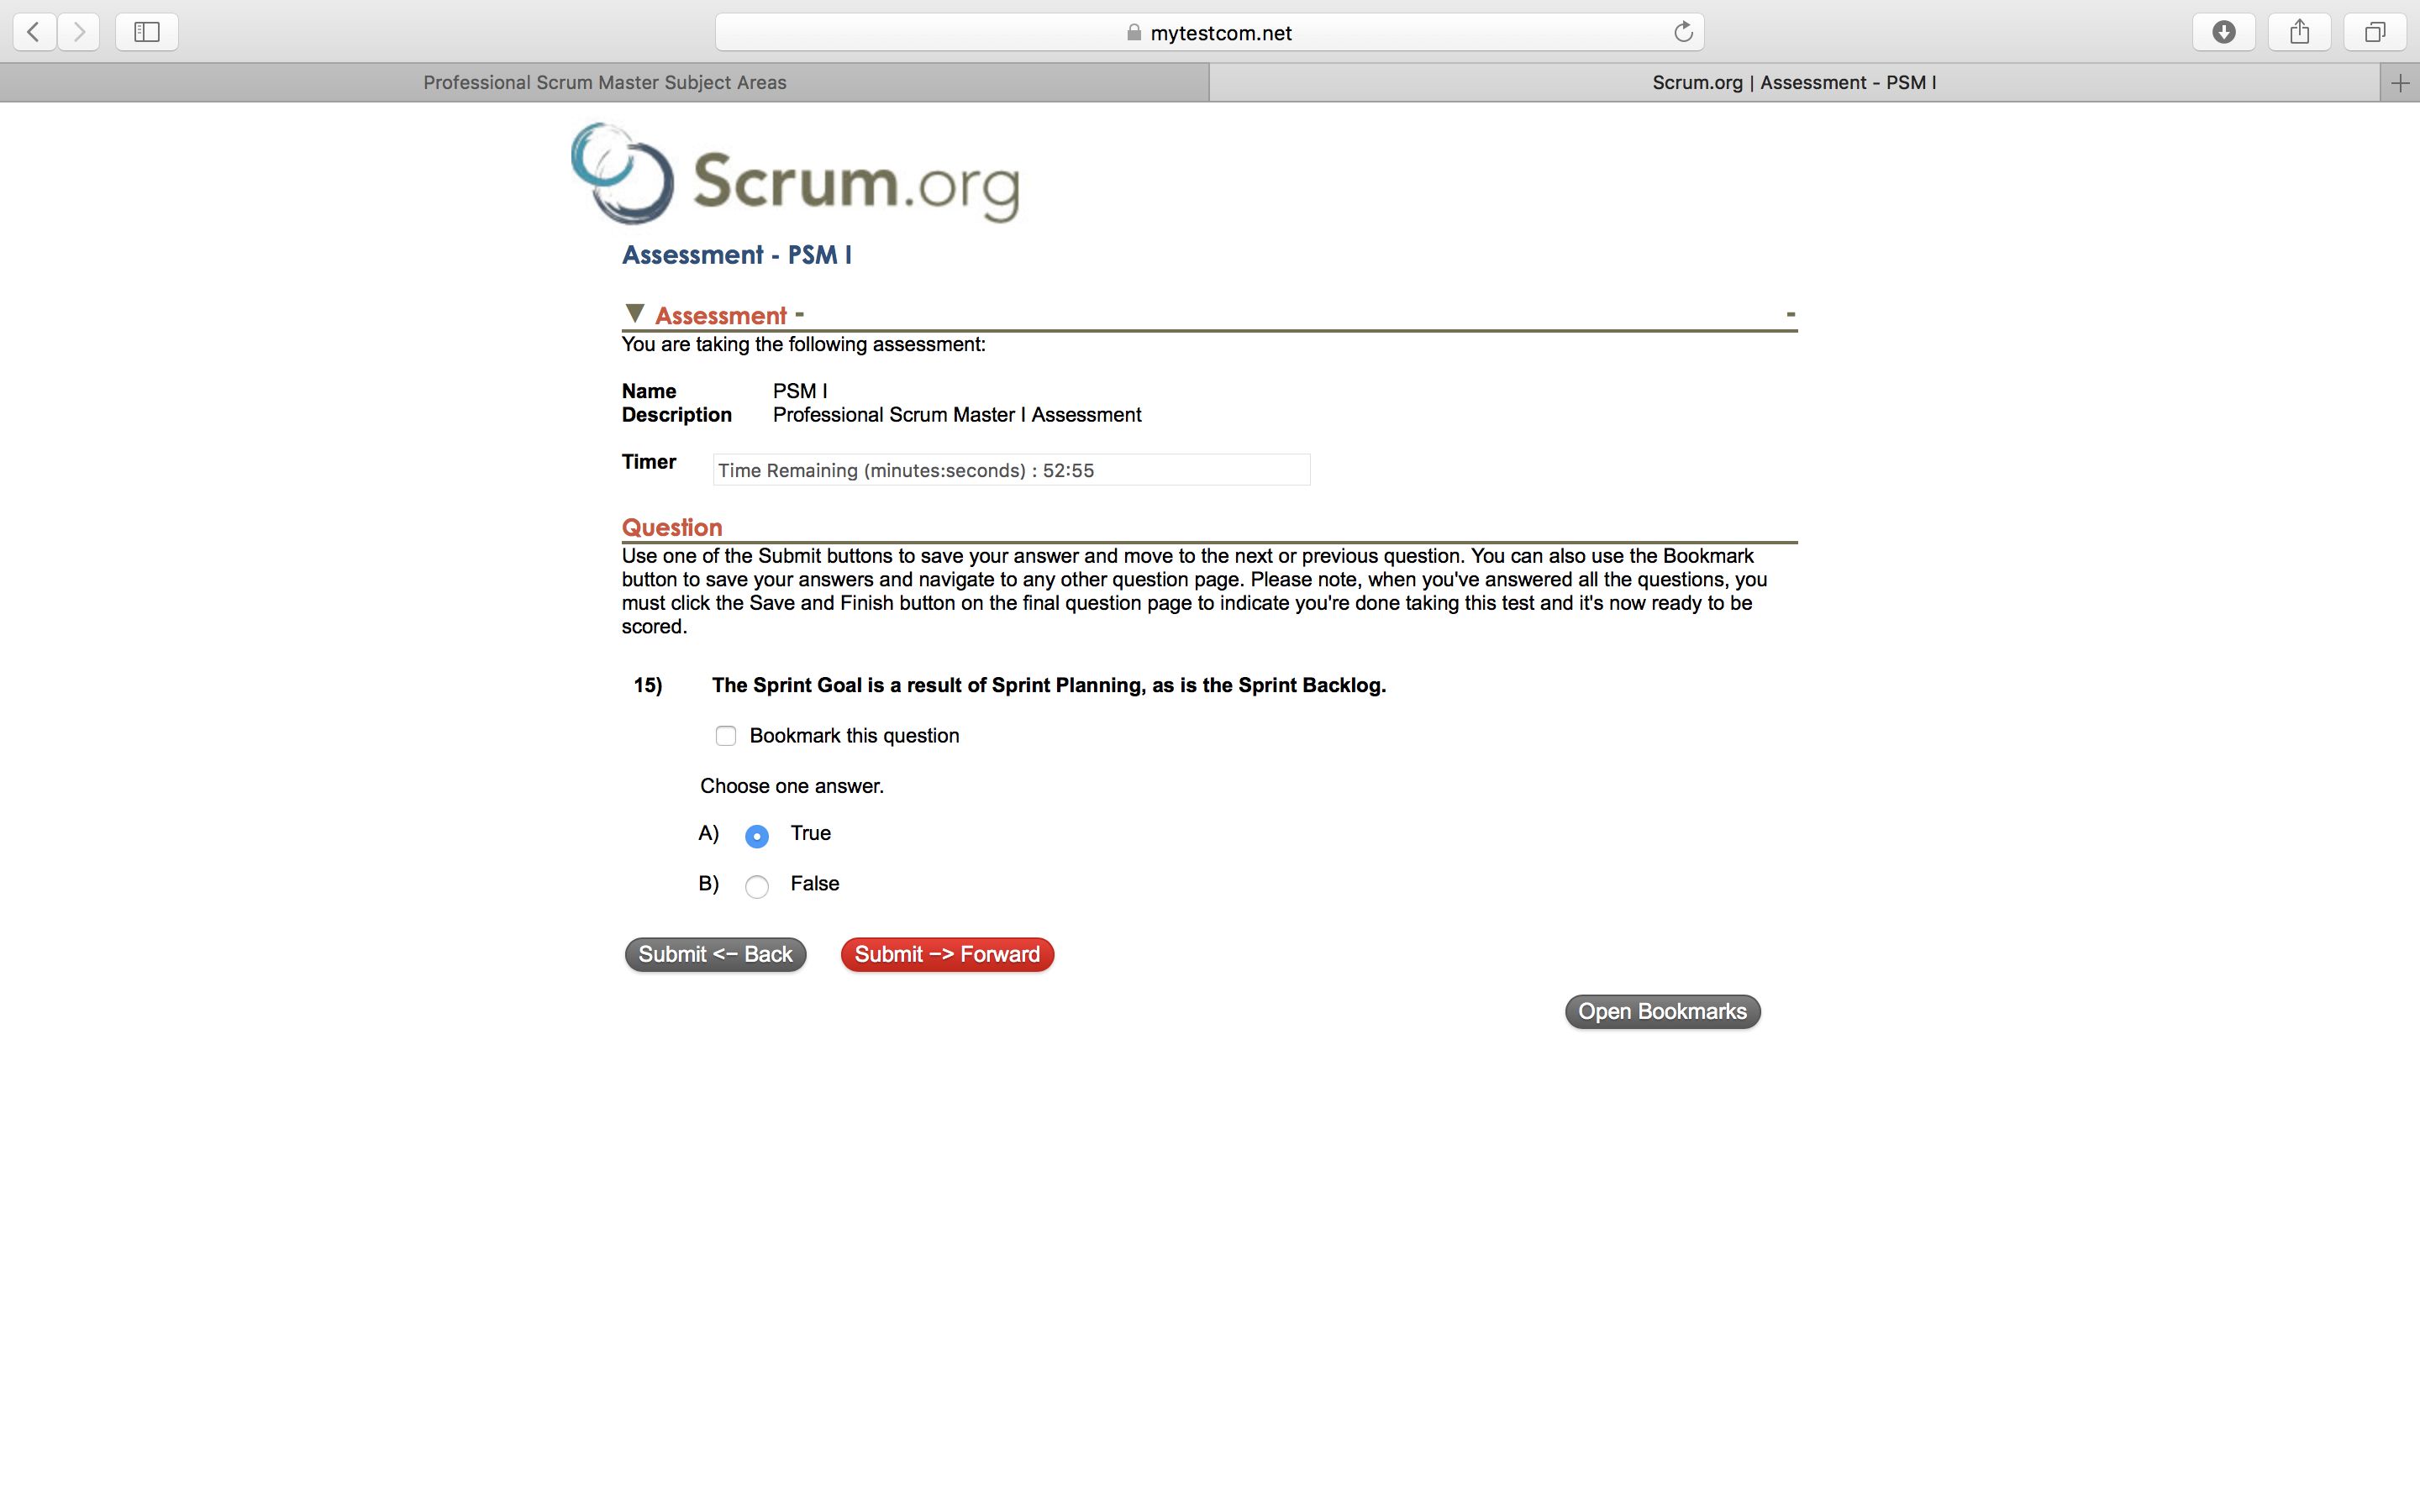 mytestcom.net
Professional Scrum Master Subject Areas
Scrum.org | Assessment - PSM I
Scrum.org
Assessment - PSM I
▼ Assessment - -
You are taking the following assessment:
Name PSM I
Description Professional Scrum Master I Assessment
Timer Time Remaining (minutes:seconds) : 52:55
Question
Use one of the Submit buttons to save your answer and move to the next or previous question. You can also use the Bookmark
button to save your answers and navigate to any other question page. Please note, when you've answered all the questions, you
must click the Save and Finish button on the final question page to indicate you're done taking this test and it's now ready to be
scored.
15) The Sprint Goal is a result of Sprint Planning, as is the Sprint Backlog.
Bookmark this question
Choose one answer.
A) True
B) False
Submit <– Back Submit –> Forward
Open Bookmarks